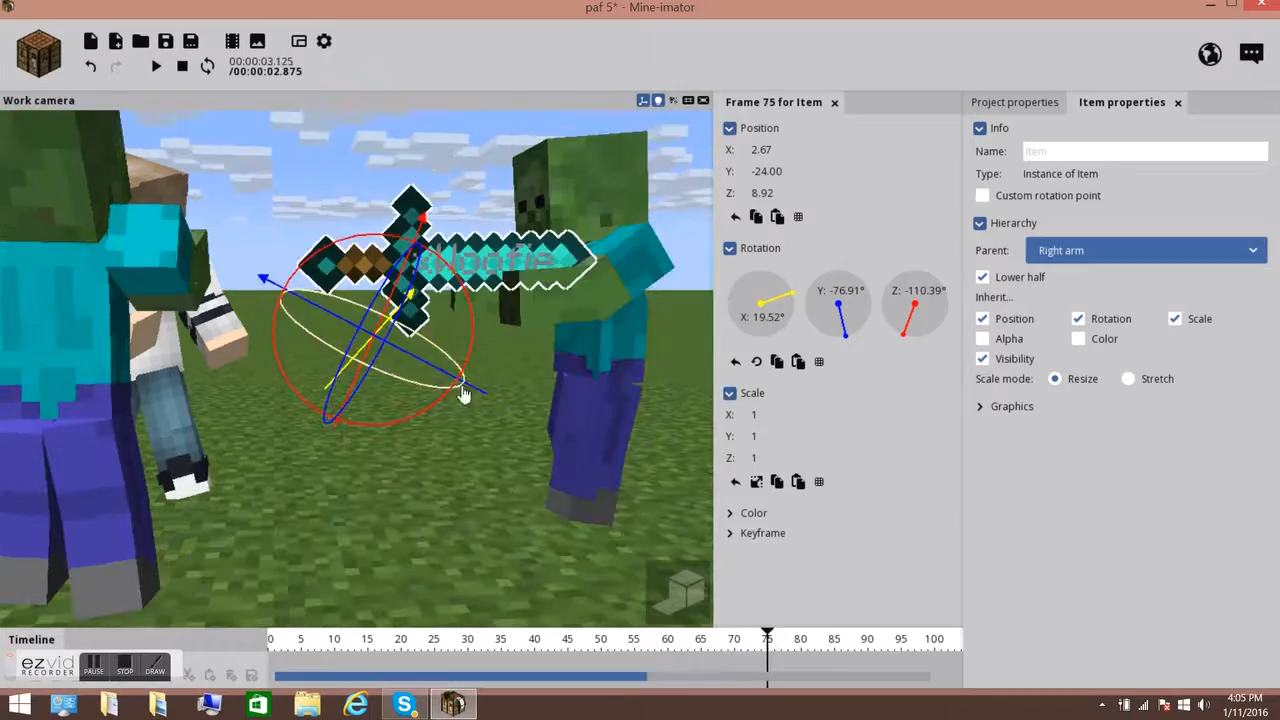 paf 5* - Mine-imator
00:00:03.125
/00:00:02.875
Work camera
Frame 75 for Item
Position
X: 2.67
Y: -24.00
Z: 8.92
Rotation
X: 19.52°
Y: -76.91°
Z: -110.39°
Scale
X: 1
Y: 1
Z: 1
Color
Keyframe
Project properties
Item properties
Info
Name: Item
Type: Instance of Item
Custom rotation point
Hierarchy
Parent: Right arm
Lower half
Inherit...
Position Rotation Scale
Alpha Color
Visibility
Scale mode: Resize Stretch
Graphics
xWoofie
Timeline
0 5 10 15 20 25 30 35 40 45 50 55 60 65 70 75 80 85 90 95 100
ezvid
RECORDER
PAUSE STOP DRAW
4:05 PM
1/11/2016